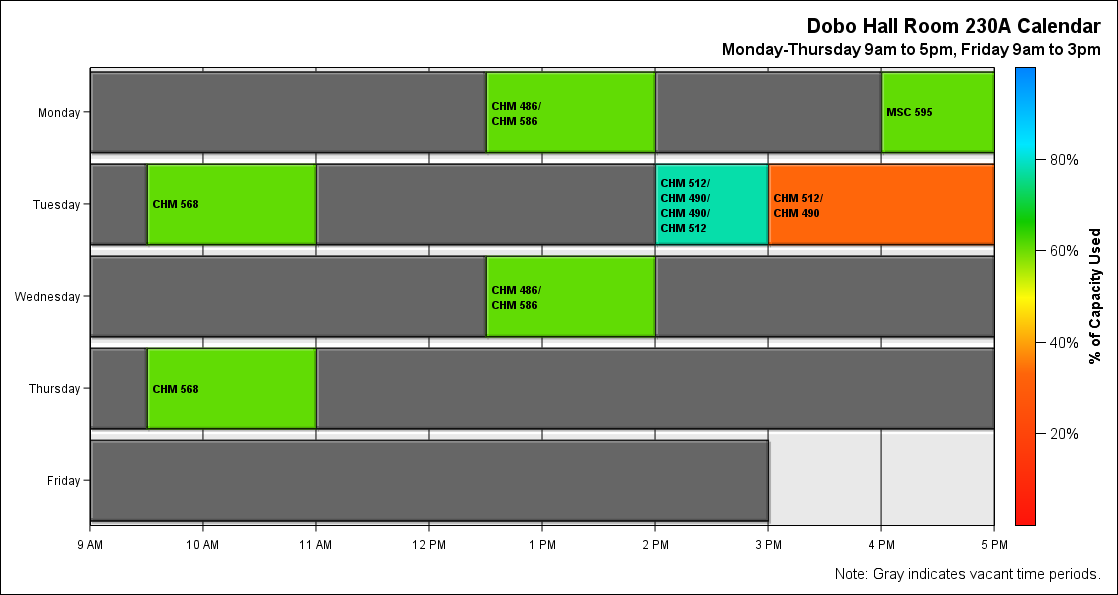 Dobo Hall Room 230A Calendar
Monday-Thursday 9am to 5pm, Friday 9am to 3pm
Monday
CHM 486/
CHM 586
MSC 595
Tuesday
CHM 568
CHM 512/
CHM 490/
CHM 490/
CHM 512
CHM 512/
CHM 490
Wednesday
CHM 486/
CHM 586
Thursday
CHM 568
Friday
9 AM
10 AM
11 AM
12 PM
1 PM
2 PM
3 PM
4 PM
5 PM
80%
60%
40%
20%
% of Capacity Used
Note: Gray indicates vacant time periods.